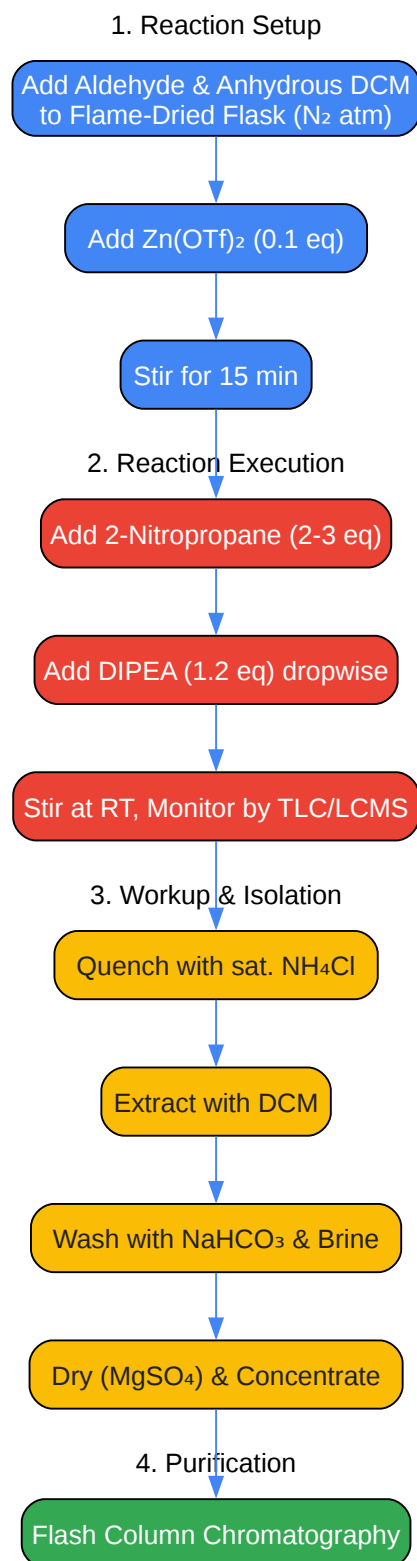 1. Reaction Setup
Add Aldehyde & Anhydrous DCM
to Flame-Dried Flask (N₂ atm)
Add Zn(OTf)₂ (0.1 eq)
Stir for 15 min
2. Reaction Execution
Add 2-Nitropropane (2-3 eq)
Add DIPEA (1.2 eq) dropwise
Stir at RT, Monitor by TLC/LCMS
3. Workup & Isolation
Quench with sat. NH₄Cl
Extract with DCM
Wash with NaHCO₃ & Brine
Dry (MgSO₄) & Concentrate
4. Purification
Flash Column Chromatography